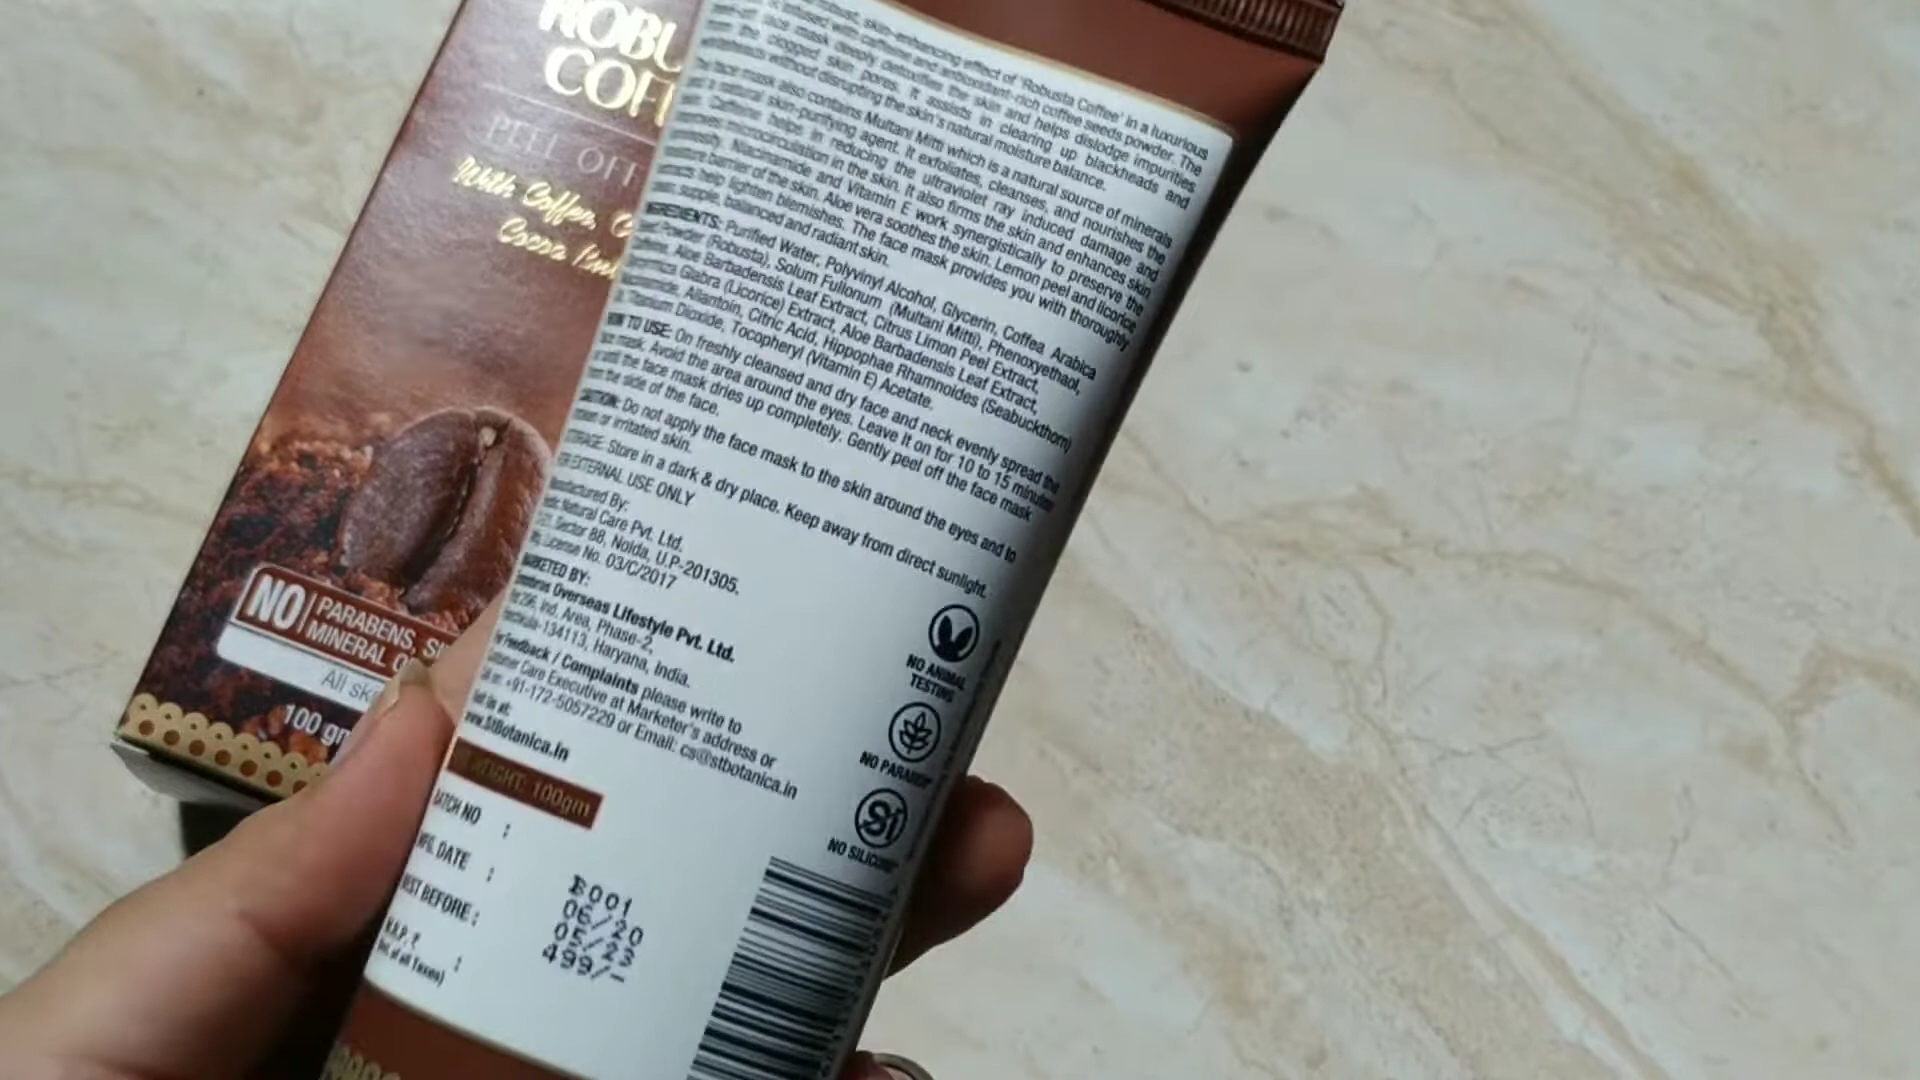 COF
PEEL OFF
With Coffee, C
NO
PARABENS,
MINERAL
All
100
skin-enhancing effect of 'Robusta Coffee' in a luxurious
with caffeine and antioxidant-rich coffee seeds powder. The
face mask deeply detoxifies the skin and helps dislodge impurities
clogged skin pores. It assists in clearing up blackheads and
without disrupting the skin's natural moisture balance.
face mask also contains Multani Mitti which is a natural source of minerals
natural skin-purifying agent. It exfoliates, cleanses, and nourishes the
Caffeine helps in reducing the ultraviolet ray induced damage and
microcirculation in the skin. It also firms the skin and enhances skin
Niacinamide and Vitamin E work synergistically to preserve the
barrier of the skin. Aloe vera soothes the skin. Lemon peel and licorice
help lighten blemishes. The face mask provides you with thoroughly
supple, balanced and radiant skin.
Purified Water, Polyvinyl Alcohol, Glycerin, Coffea Arabica
Powder (Robusta), Solum Fullonum (Multani Mitti), Phenoxyethaol,
Aloe Barbadensis Leaf Extract, Citrus Limon Peel Extract,
Glabra (Licorice) Extract, Aloe Barbadensis Leaf Extract,
Allantoin, Citric Acid, Hippophae Rhamnoides (Seabuckthorn)
Titanium Dioxide, Tocopheryl (Vitamin E) Acetate.
TO USE: On freshly cleansed and dry face and neck evenly spread the
mask. Avoid the area around the eyes. Leave it on for 10 to 15 minutes
until the face mask dries up completely. Gently peel off the face mask
the side of the face.
Do not apply the face mask to the skin around the eyes and to
or irritated skin.
Store in a dark & dry place. Keep away from direct sunlight.
EXTERNAL USE ONLY
By:
Natural Care Pvt. Ltd.
Sector 88, Noida, U.P-201305.
License No. 03/C/2017
BY:
Overseas Lifestyle Pvt. Ltd.
Ind. Area, Phase-2,
134113, Haryana, India.
Feedback / Complaints please write to
Care Executive at Marketer's address or
+91-172-5057229 or Email: cs@stbotanica.in
www.StBotanica.in
100gm
BATCH NO :
DATE :
BEST BEFORE :
B001
06/20
05/23
499/-
NO ANIMAL
TESTING
NO PARABEN
Si
NO SILICONE